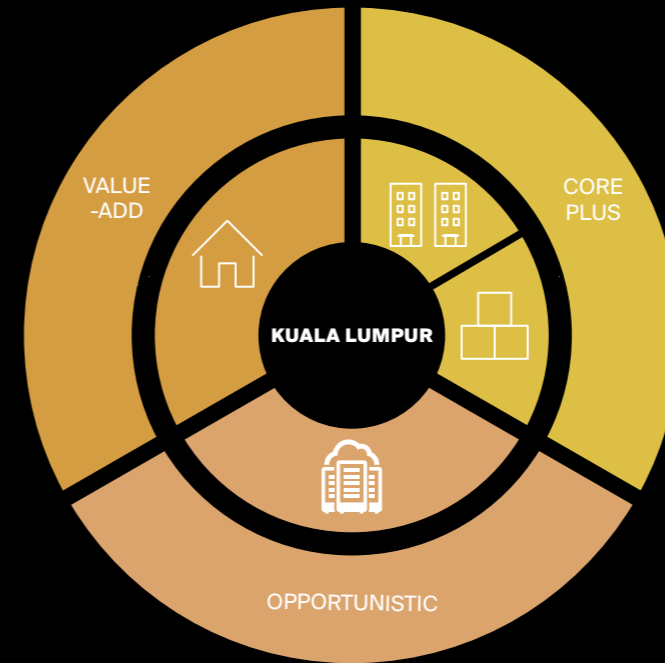 VALUE
-ADD
CORE
PLUS
KUALA LUMPUR
OPPORTUNISTIC